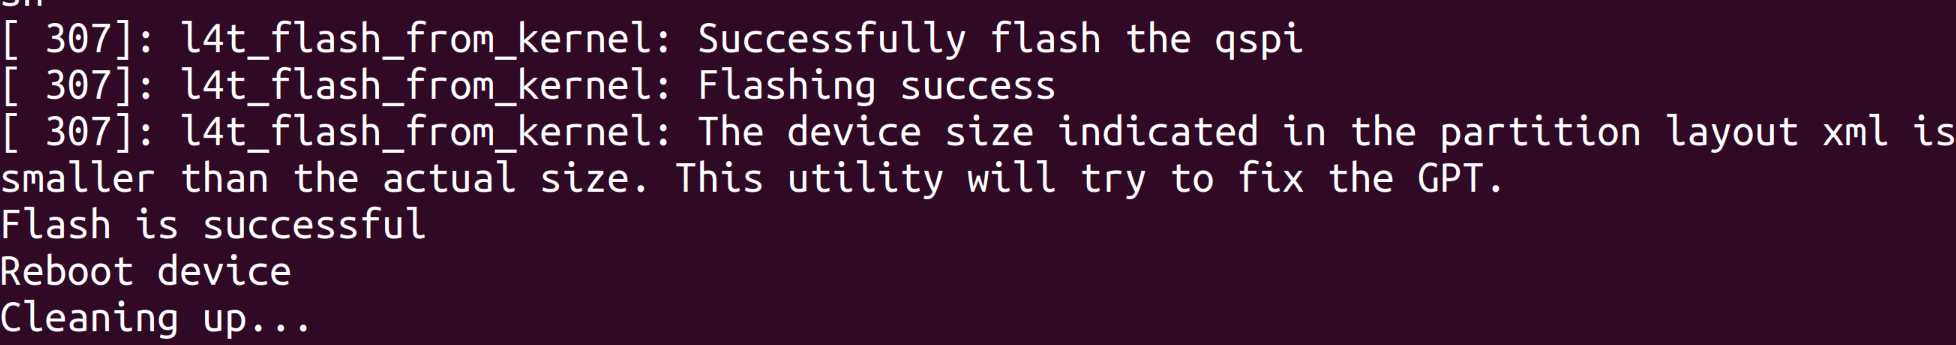 [ 307]: l4t_flash_from_kernel: Successfully flash the qspi
[ 307]: l4t_flash_from_kernel: Flashing success
[ 307]: l4t_flash_from_kernel: The device size indicated in the partition layout xml is
smaller than the actual size. This utility will try to fix the GPT.
Flash is successful
Reboot device
Cleaning up...